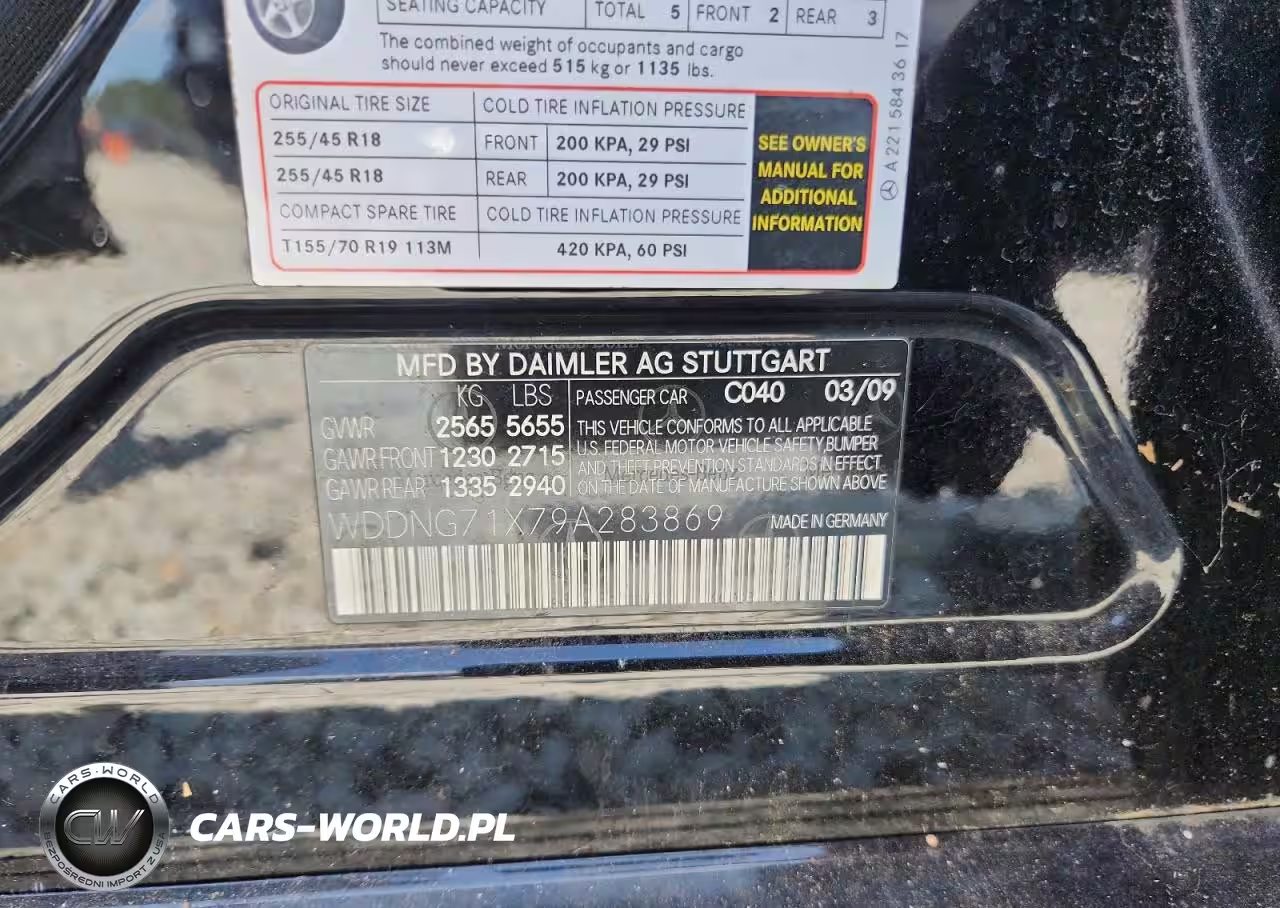 SEATING CAPACITY TOTAL 5 FRONT 2 REAR 3
The combined weight of occupants and cargo
should never exceed 515 kg or 1135 lbs.
ORIGINAL TIRE SIZE COLD TIRE INFLATION PRESSURE
255/45 R18 FRONT 200 KPA, 29 PSI
255/45 R18 REAR 200 KPA, 29 PSI
COMPACT SPARE TIRE COLD TIRE INFLATION PRESSURE
T155/70 R19 113M 420 KPA, 60 PSI
SEE OWNER'S
MANUAL FOR
ADDITIONAL
INFORMATION
A 221 584 36 17
MFD BY DAIMLER AG STUTTGART
KG LBS PASSENGER CAR C040 03/09
GVWR 2565 5655
GAWR FRONT 1230 2715
GAWR REAR 1335 2940
THIS VEHICLE CONFORMS TO ALL APPLICABLE
U.S. FEDERAL MOTOR VEHICLE SAFETY, BUMPER
AND THEFT PREVENTION STANDARDS IN EFFECT
ON THE DATE OF MANUFACTURE SHOWN ABOVE
WDDNG71X79A283869 MADE IN GERMANY
CARS-WORLD
CW
BEZPOŚREDNI IMPORT Z USA
CARS-WORLD.PL